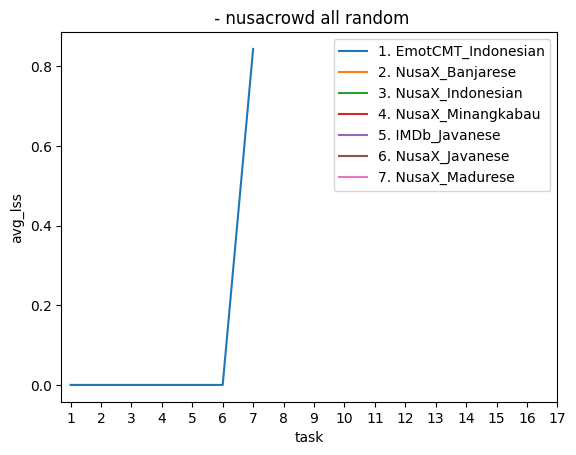 - nusacrowd all random
1. EmotCMT_Indonesian
2. NusaX_Banjarese
3. NusaX_Indonesian
4. NusaX_Minangkabau
5. IMDb_Javanese
6. NusaX_Javanese
7. NusaX_Madurese
avg_lss
0.8
0.6
0.4
0.2
0.0
1 2 3 4 5 6 7 8 9 10 11 12 13 14 15 16 17
task